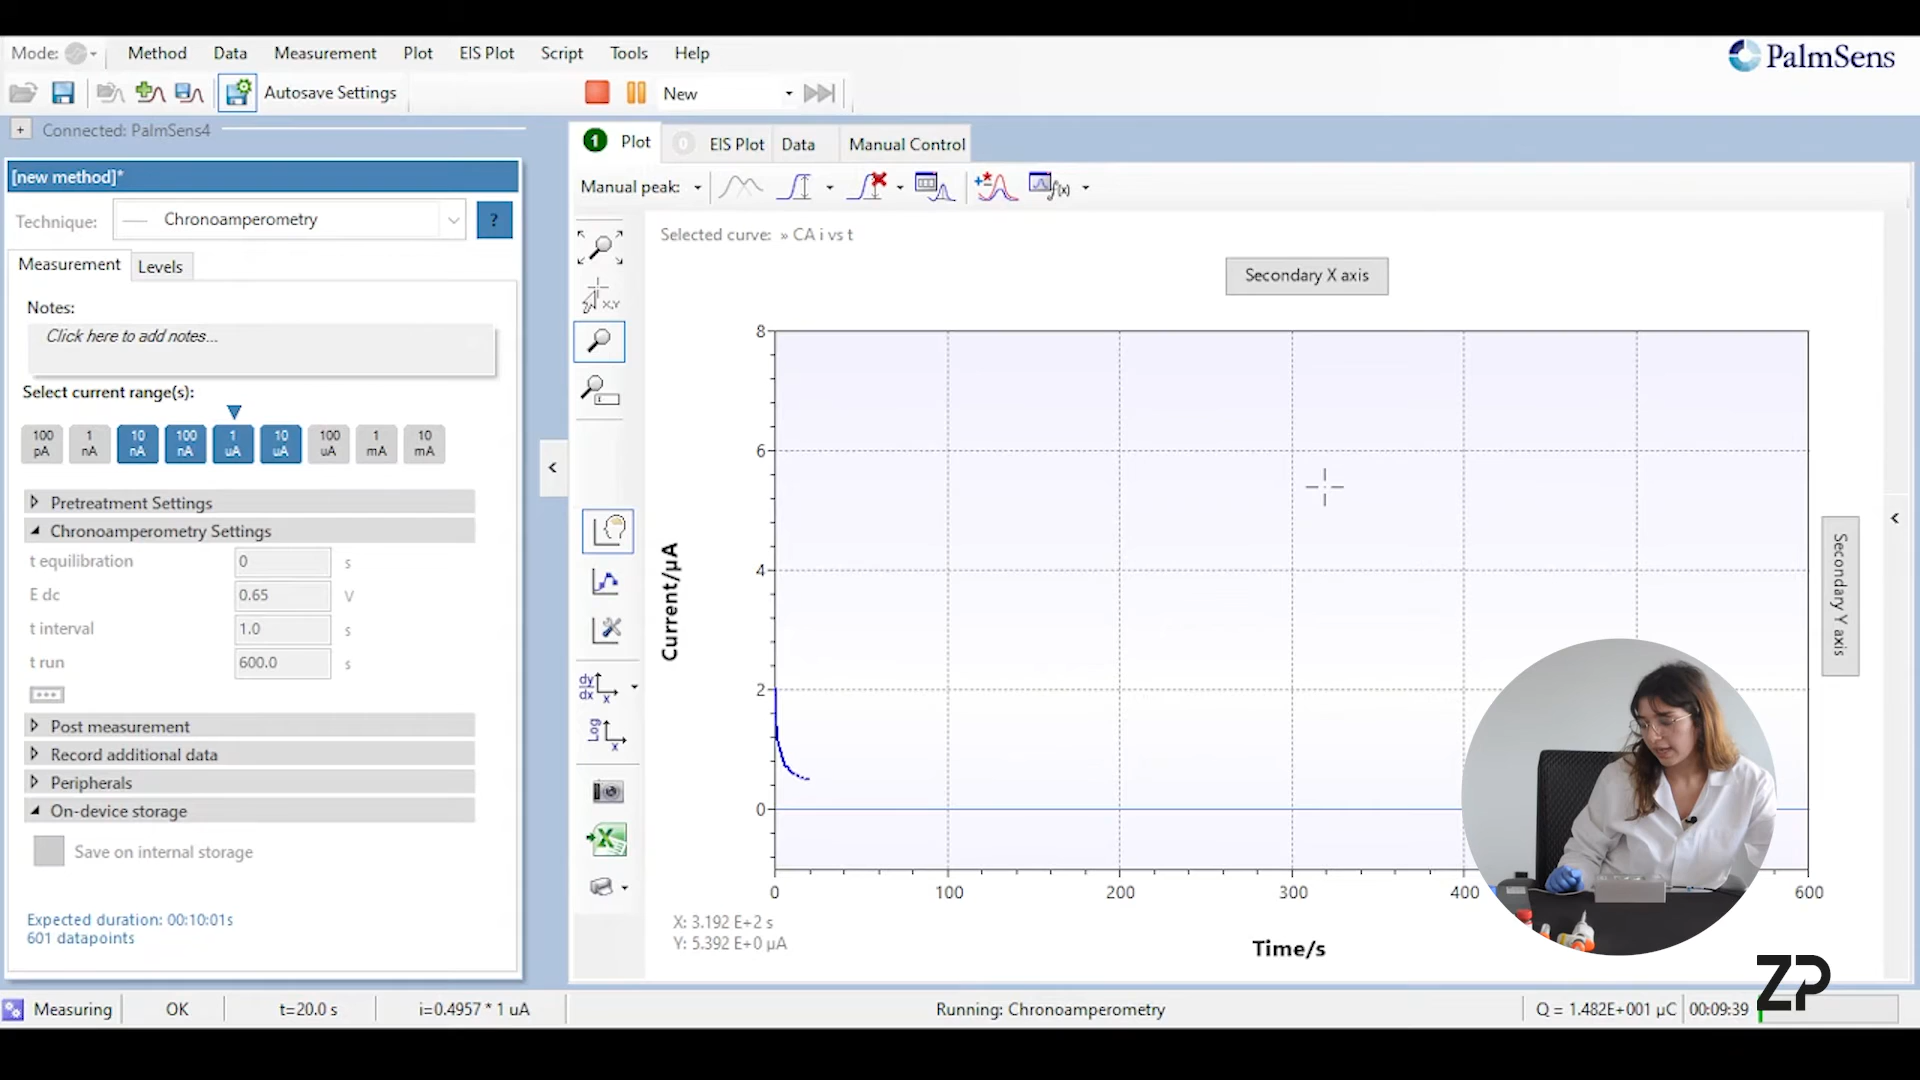 Mode:
Method Data Measurement Plot EIS Plot Script Tools Help
PalmSens
Autosave Settings
New
Connected: PalmSens4
[new method]*
Technique: Chronoamperometry ?
Measurement Levels
Notes:
Click here to add notes...
Select current range(s):
100 pA 1 nA 10 nA 100 nA 1 uA 10 uA 100 uA 1 mA 10 mA
Pretreatment Settings
Chronoamperometry Settings
t equilibration 0 s
E dc 0.65 V
t interval 1.0 s
t run 600.0 s
Post measurement
Record additional data
Peripherals
On-device storage
Save on internal storage
Expected duration: 00:10:01s
601 datapoints
1 Plot 0 EIS Plot Data Manual Control
Manual peak:
f(x)
Selected curve: » CA i vs t
Secondary X axis
X,Y
dy/dx x
Log x
Current/µA
8
6
4
2
0
0 100 200 300 400 600
Time/s
Secondary Y axis
X: 3.192 E+2 s
Y: 5.392 E+0 µA
ZP
Measuring OK t=20.0 s i=0.4957 * 1 uA Running: Chronoamperometry Q = 1.482E+001 µC 00:09:39